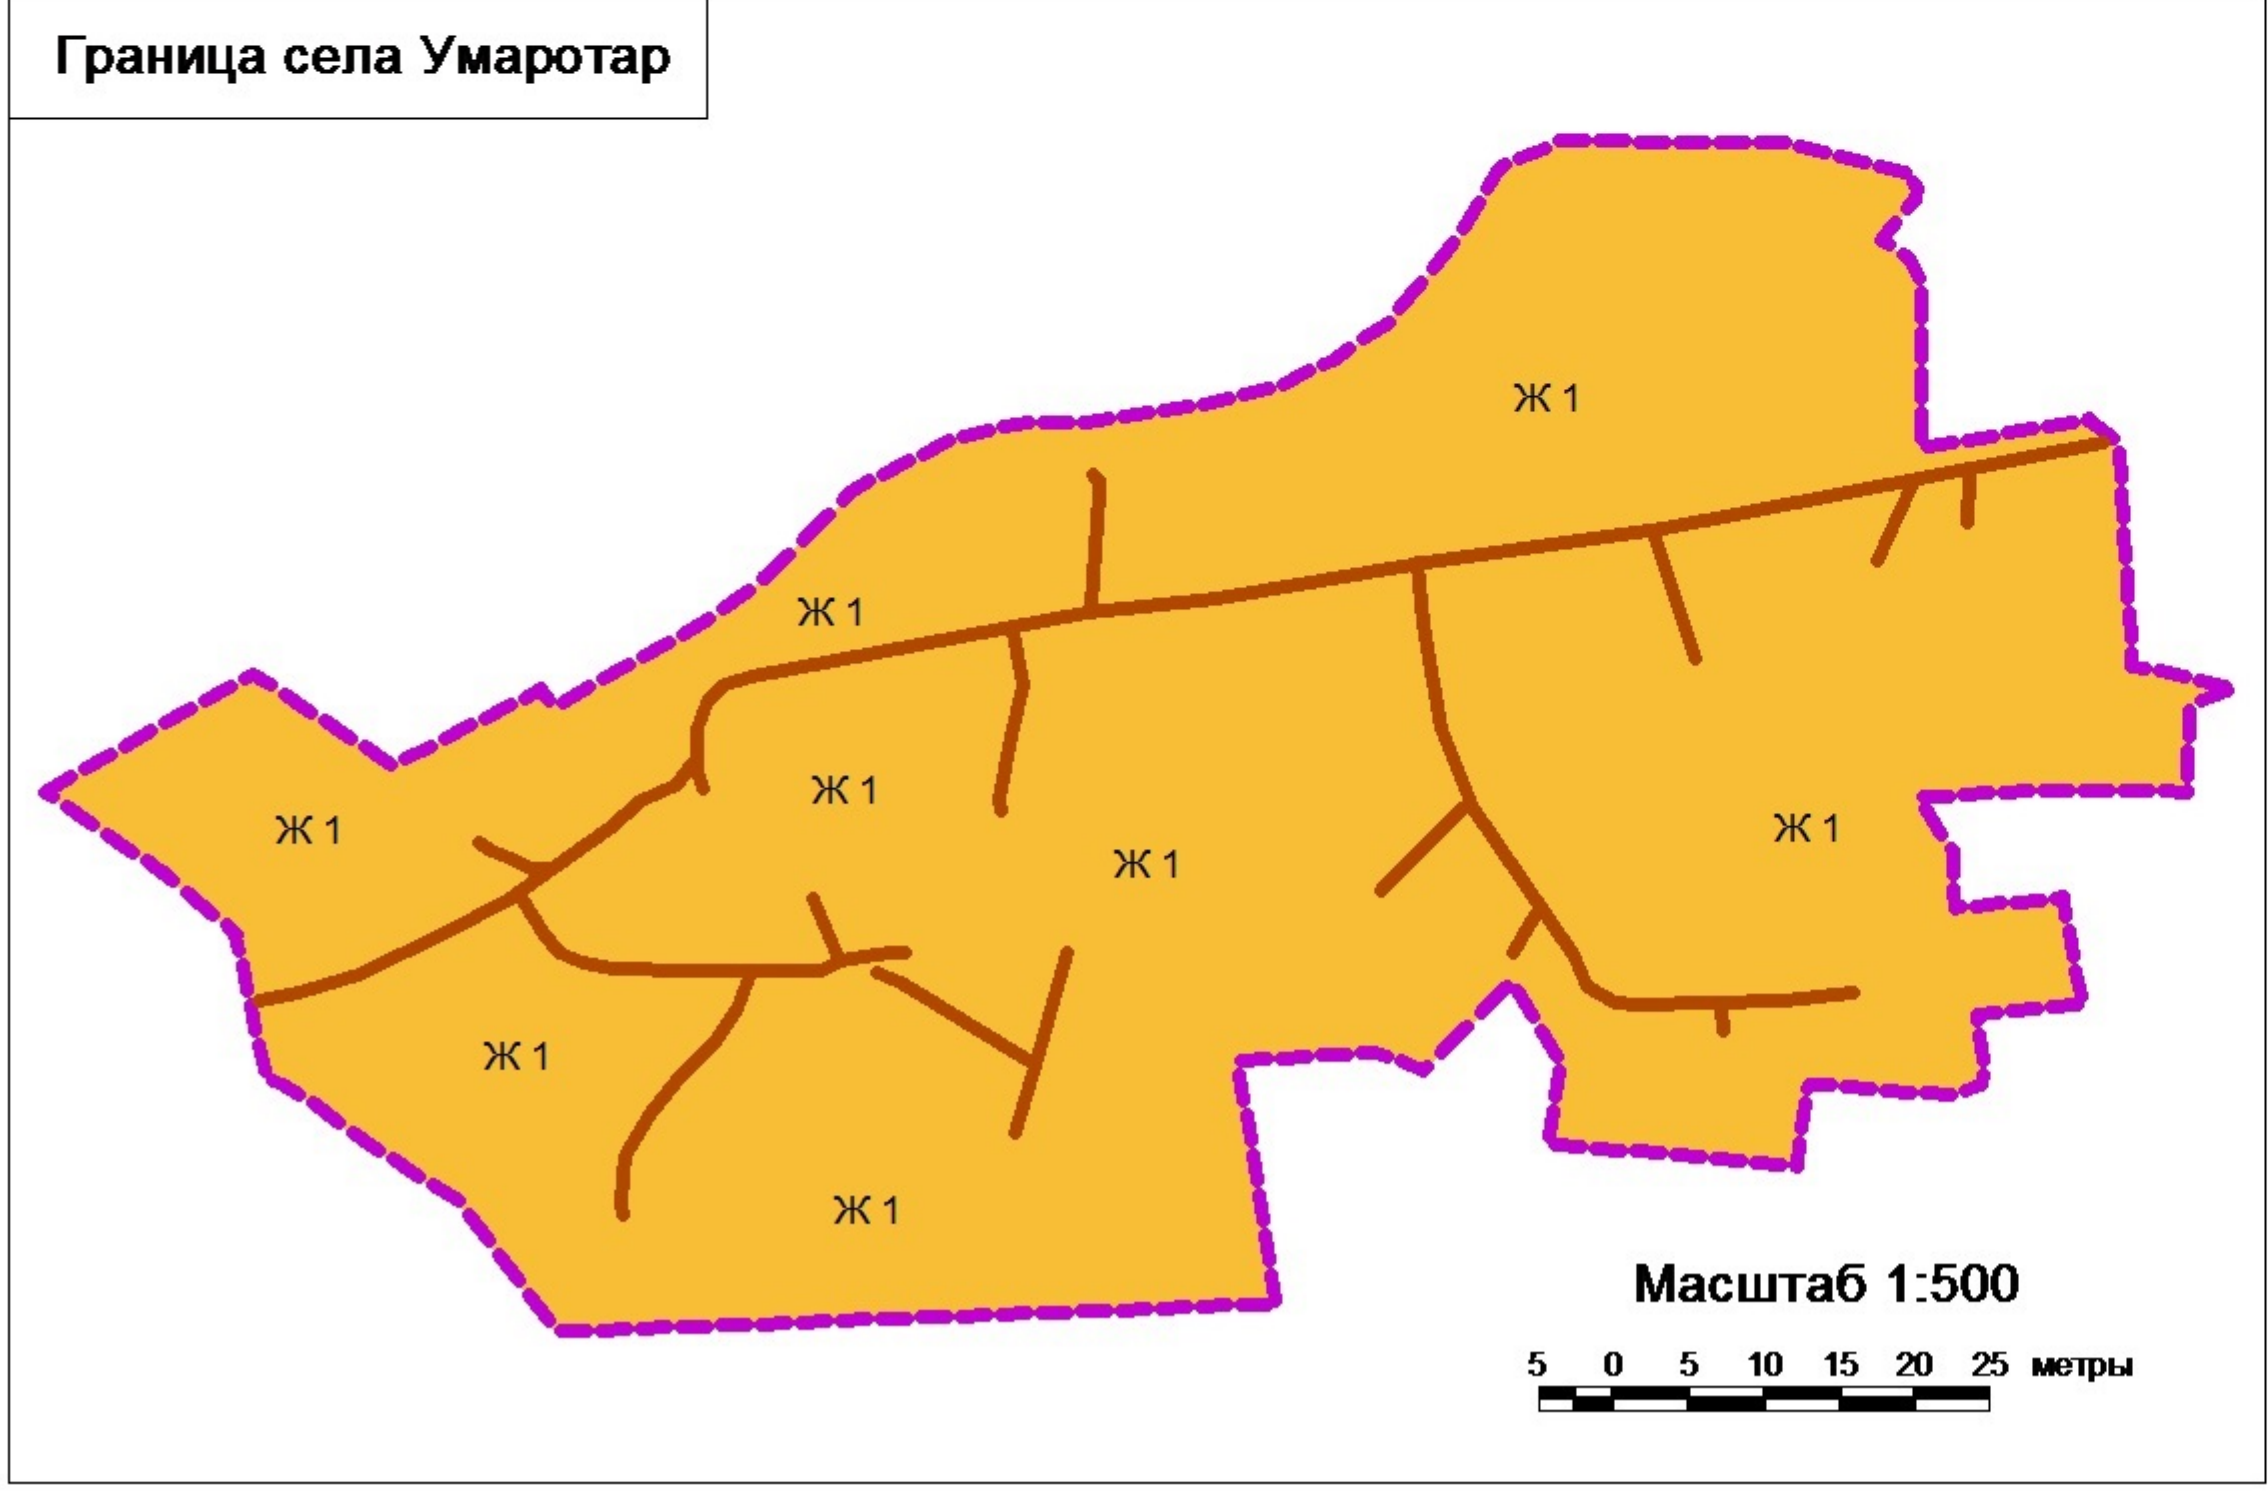 Граница села Умаротар
Ж 1
Ж 1
Ж 1
Ж 1
Ж 1
Ж 1
Ж 1
Ж 1
Масштаб 1:500
5 0 5 10 15 20 25 метры